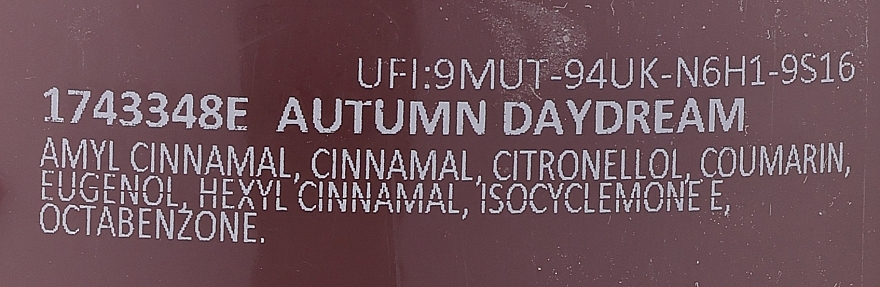 UFI:9MUT-94UK-N6H1-9S16
1743348E AUTUMN DAYDREAM
AMYL CINNAMAL, CINNAMAL, CITRONELLOL, COUMARIN,
EUGENOL, HEXYL CINNAMAL, ISOCYCLEMONE E,
OCTABENZONE.